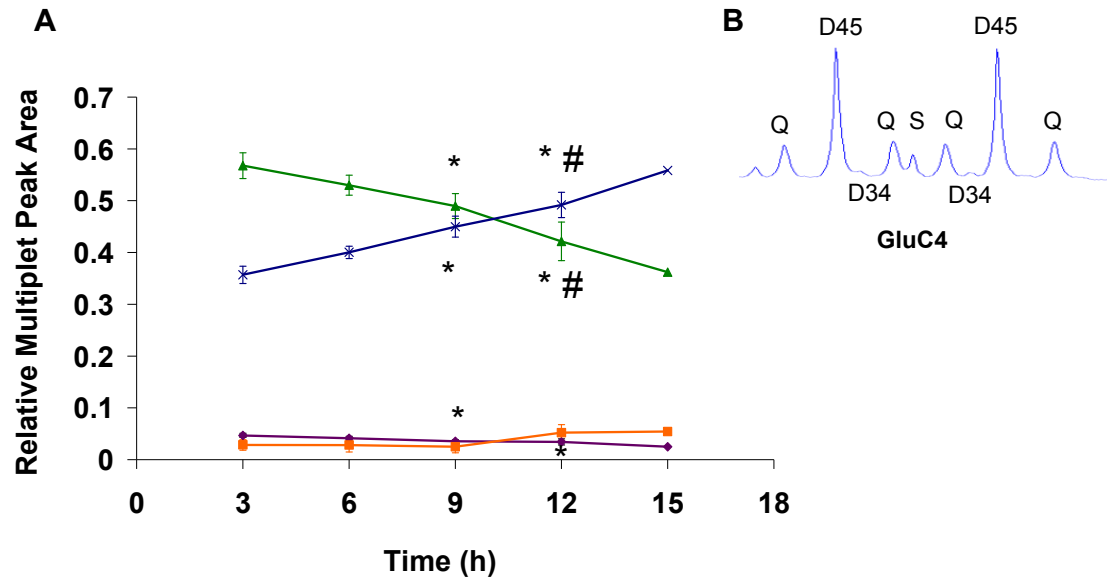 A
Relative Multiplet Peak Area
0.7
0.6
0.5
0.4
0.3
0.2
0.1
0
* * #
* * #
*
*
0 3 6 9 12 15 18
Time (h)
B
D45 D45
Q Q S Q Q
D34 D34
GluC4